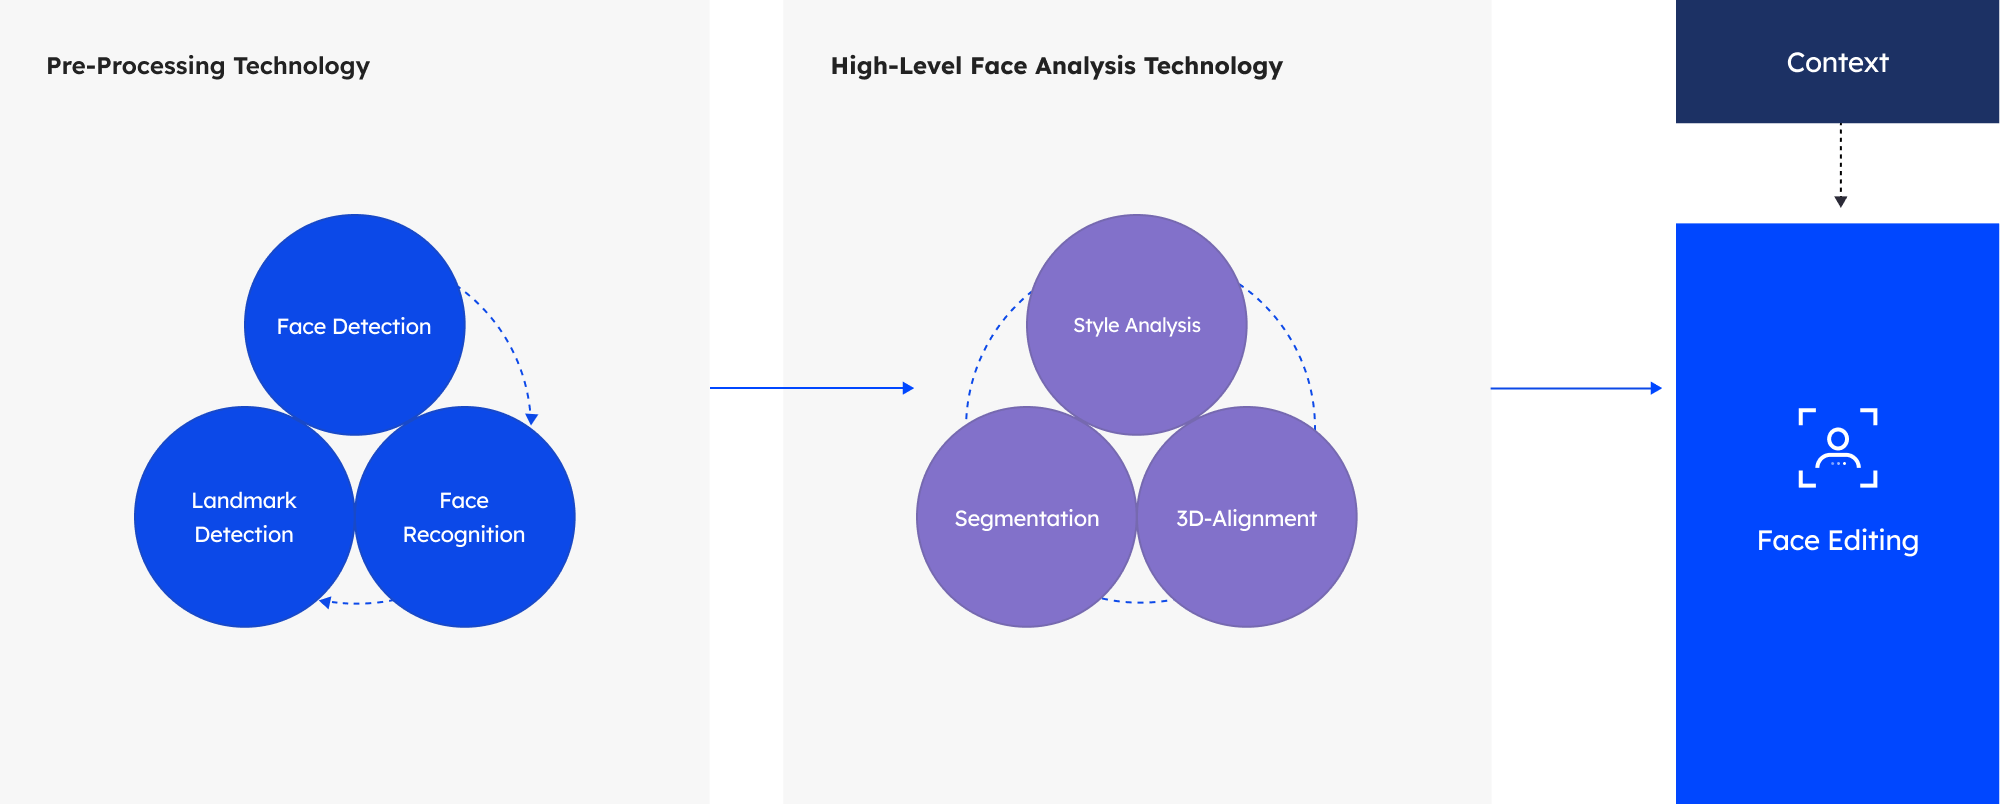 Pre-Processing Technology
Face Detection
Landmark
Detection
Face
Recognition
High-Level Face Analysis Technology
Style Analysis
Segmentation
3D-Alignment
Context
Face Editing